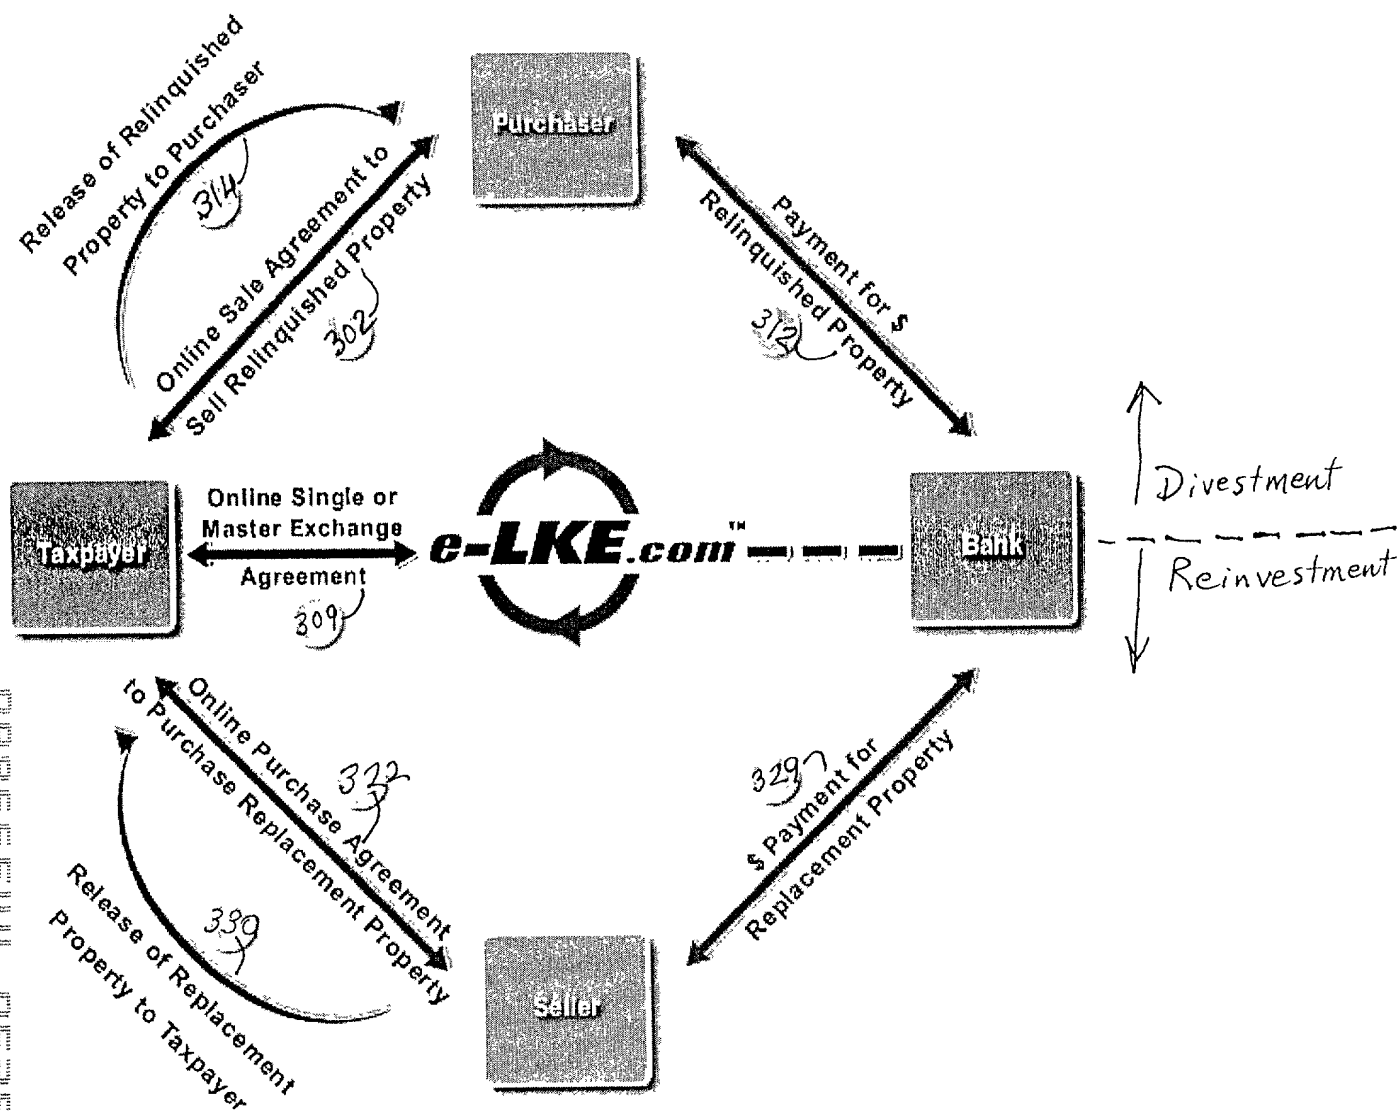 Release of Relinquished
Property to Purchaser
314
Online Sale Agreement to
Sell Relinquished Property
302
Purchaser
Payment for $
Relinquished Property
312
Taxpayer
Online Single or
Master Exchange
Agreement
309
e-LKE.com™
Bank
Divestment
Reinvestment
Online Purchase Agreement
to Purchase Replacement Property
322
Release of Replacement
Property to Taxpayer
330
$ Payment for
Replacement Property
329
Seller